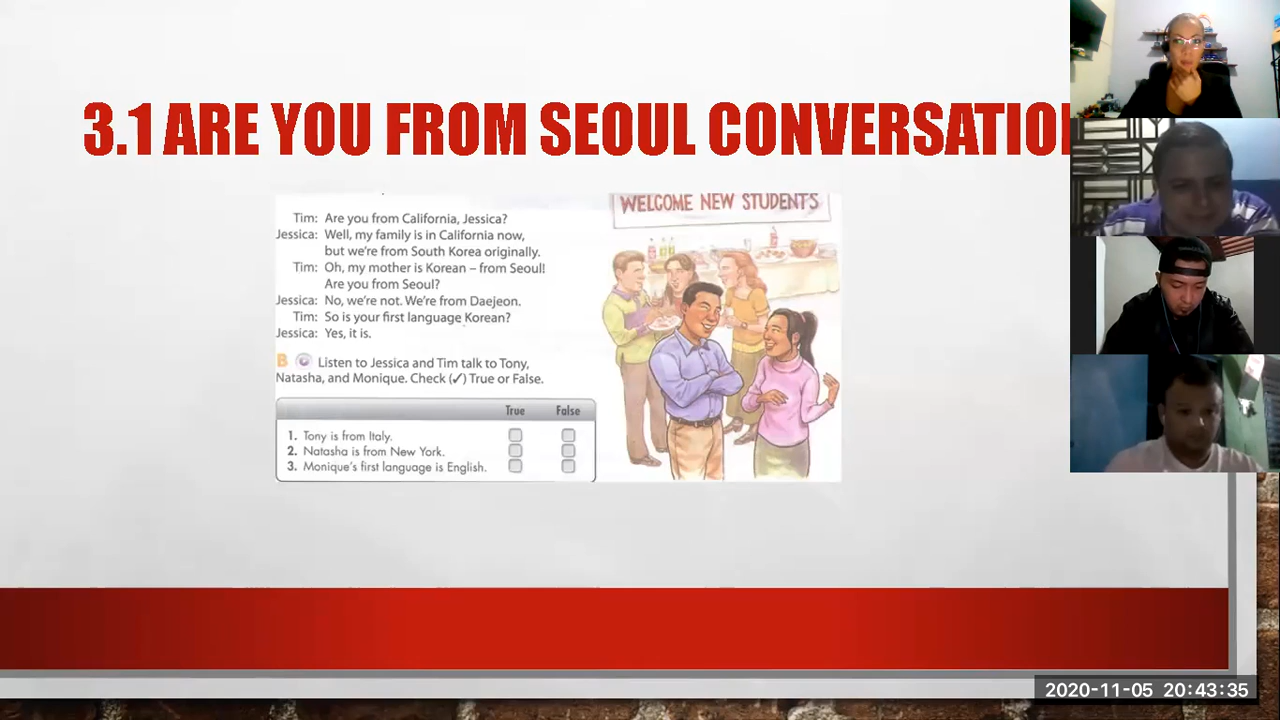 3.1 ARE YOU FROM SEOUL CONVERSATIO
WELCOME NEW STUDENTS
Tim: Are you from California, Jessica?
Jessica: Well, my family is in California now,
but we're from South Korea originally.
Tim: Oh, my mother is Korean – from Seoul!
Are you from Seoul?
Jessica: No, we're not. We're from Daejeon.
Tim: So is your first language Korean?
Jessica: Yes, it is.
B Listen to Jessica and Tim talk to Tony,
Natasha, and Monique. Check (✓) True or False.
True False
1. Tony is from Italy.
2. Natasha is from New York.
3. Monique's first language is English.
2020-11-05 20:43:35